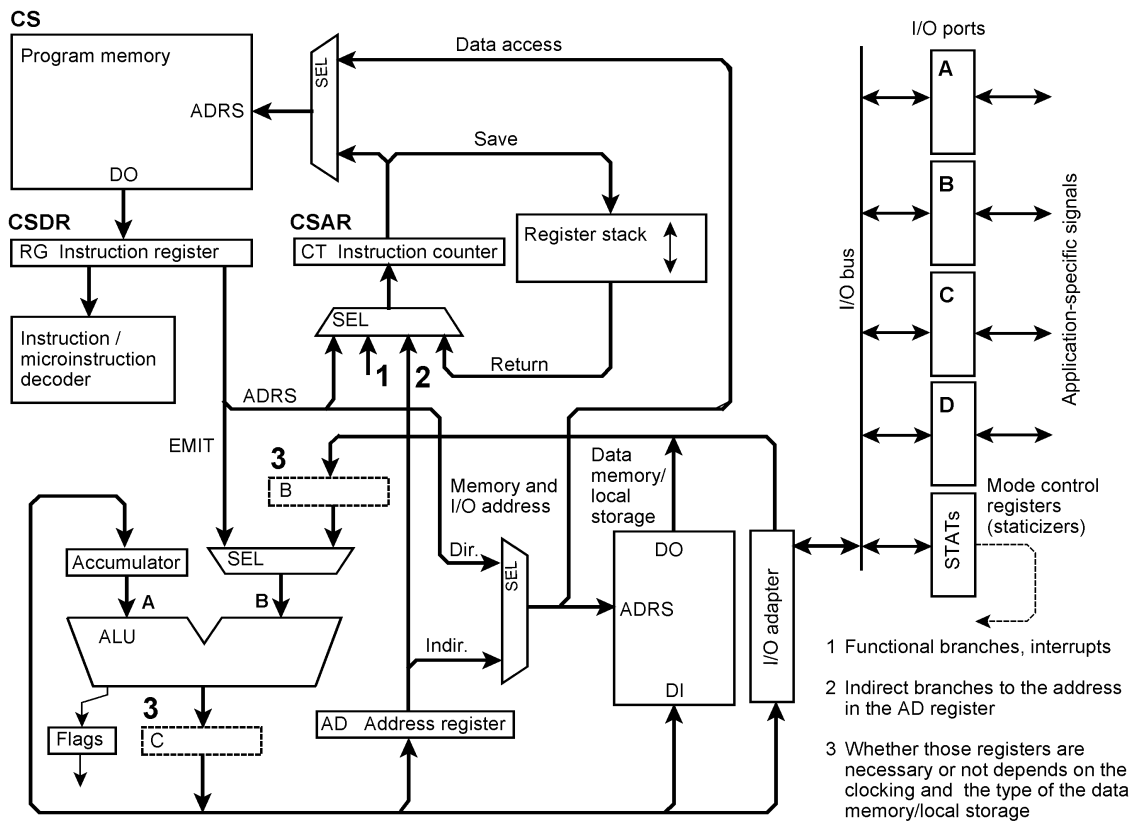 CS
Program memory
ADRS
DO
SEL
Data access
Save
CSDR
RG Instruction register
CSAR
CT Instruction counter
Register stack
Instruction /
microinstruction
decoder
SEL
1
2
Return
ADRS
EMIT
3
B
Memory and
I/O address
Data
memory/
local
storage
Dir.
SEL
Indir.
DO
ADRS
DI
I/O adapter
Accumulator
SEL
A
B
ALU
Flags
3
C
AD Address register
I/O ports
I/O bus
A
B
C
D
STATs
Application-specific signals
Mode control
registers
(staticizers)
1 Functional branches, interrupts
2 Indirect branches to the address
in the AD register
3 Whether those registers are
necessary or not depends on the
clocking and the type of the data
memory/local storage